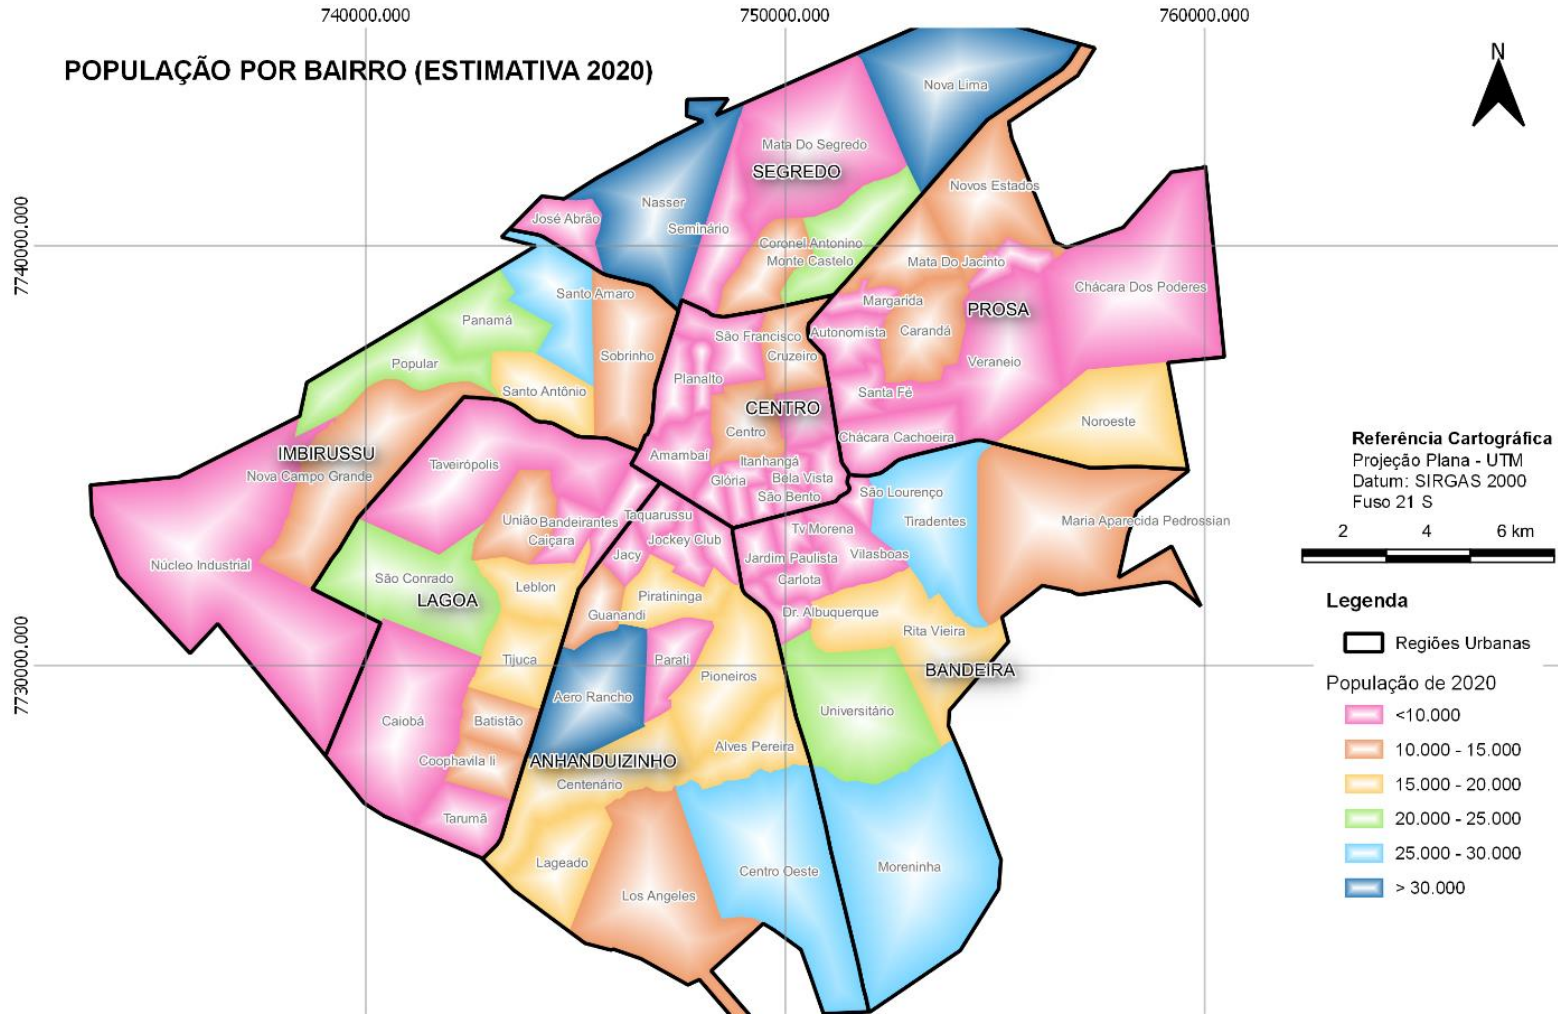 740000.000
750000.000
760000.000
POPULAÇÃO POR BAIRRO (ESTIMATIVA 2020)
N
Nova Lima
Mata Do Segredo
SEGREDO
Novos Estados
Nasser
José Abrão
Seminário
7740000.000
Coronel Antonino
Monte Castelo
Mata Do Jacinto
Chácara Dos Poderes
Santo Amaro
Margarida
PROSA
Panamá
São Francisco
Autonomista
Carandá
Cruzeiro
Sobrinho
Popular
Veraneio
Planalto
Santo Antônio
Santa Fé
CENTRO
Noroeste
Centro
Chácara Cachoeira
IMBIRUSSU
Amambaí
Taveirópolis
Itanhangá
Nova Campo Grande
Glória
Bela Vista
São Bento
São Lourenço
Taquarussu
União
Bandeirantes
Tiradentes
Maria Aparecida Pedrossian
Tv Morena
Caiçara
Jockey Club
Jacy
Jardim Paulista
Vilasboas
Núcleo Industrial
São Conrado
Carlota
Leblon
LAGOA
Piratininga
Guanandi
Dr. Albuquerque
Rita Vieira
7730000.000
Tijuca
Parati
BANDEIRA
Pioneiros
Aero Rancho
Universitário
Caiobá
Batistão
Alves Pereira
Coophavila Ii
ANHANDUIZINHO
Centenário
Tarumã
Lageado
Centro Oeste
Moreninha
Los Angeles
Referência Cartográfica
Projeção Plana - UTM
Datum: SIRGAS 2000
Fuso 21 S
2 4 6 km
Legenda
Regiões Urbanas
População de 2020
<10.000
10.000 - 15.000
15.000 - 20.000
20.000 - 25.000
25.000 - 30.000
> 30.000